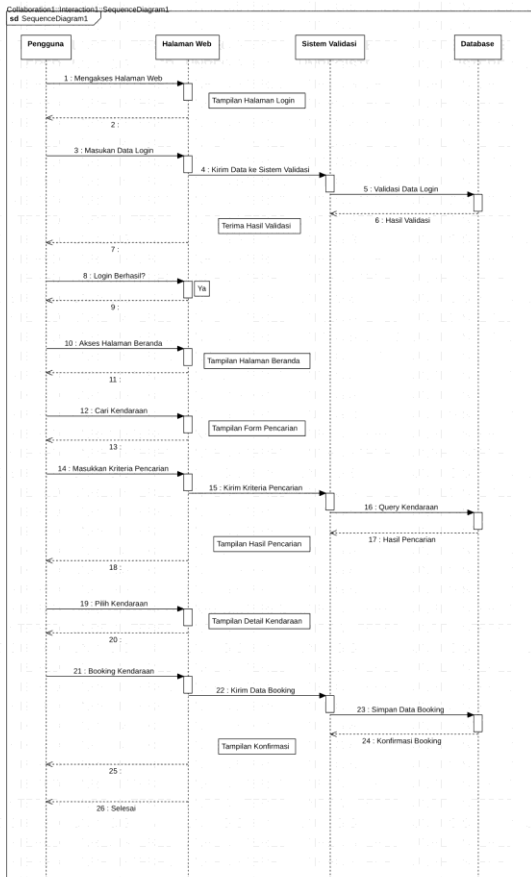 Collaboration1::Interaction1::SequenceDiagram1
sd SequenceDiagram1
Pengguna
Halaman Web
Sistem Validasi
Database
1 : Mengakses Halaman Web
Tampilan Halaman Login
2 :
3 : Masukan Data Login
4 : Kirim Data ke Sistem Validasi
5 : Validasi Data Login
6 : Hasil Validasi
Terima Hasil Validasi
7 :
8 : Login Berhasil?
Ya
9 :
10 : Akses Halaman Beranda
Tampilan Halaman Beranda
11 :
12 : Cari Kendaraan
Tampilan Form Pencarian
13 :
14 : Masukkan Kriteria Pencarian
15 : Kirim Kriteria Pencarian
16 : Query Kendaraan
17 : Hasil Pencarian
Tampilan Hasil Pencarian
18 :
19 : Pilih Kendaraan
Tampilan Detail Kendaraan
20 :
21 : Booking Kendaraan
22 : Kirim Data Booking
23 : Simpan Data Booking
24 : Konfirmasi Booking
Tampilan Konfirmasi
25 :
26 : Selesai